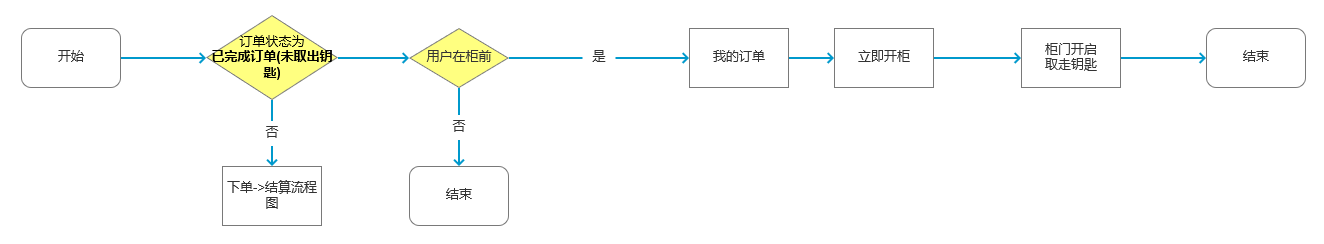 开始
订单状态为
已完成订单(未取出钥
匙)
用户在柜前
是
我的订单
立即开柜
柜门开启
取走钥匙
结束
否
否
下单->结算流程
图
结束